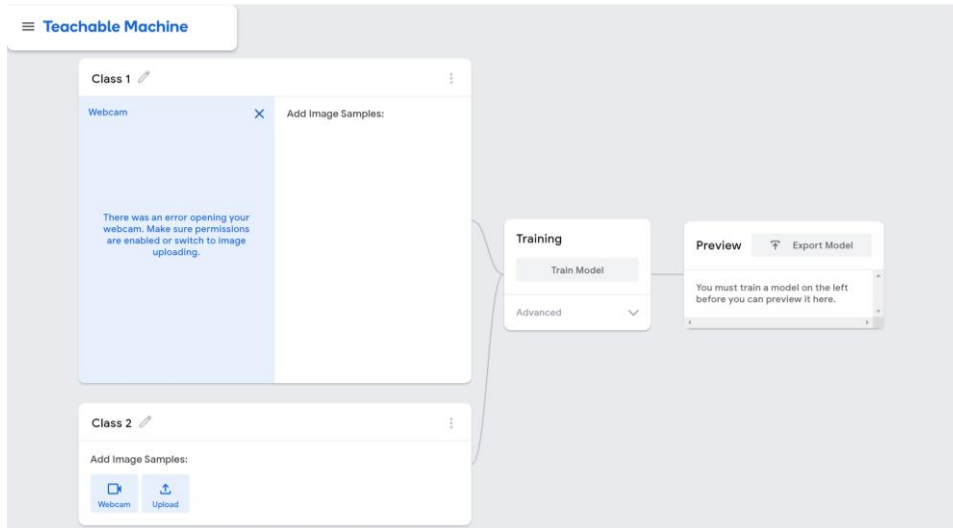 Teachable Machine
Class 1
Webcam
Add Image Samples:
There was an error opening your
webcam. Make sure permissions
are enabled or switch to image
uploading.
Class 2
Add Image Samples:
Webcam
Upload
Training
Train Model
Advanced
Preview
Export Model
You must train a model on the left
before you can preview it here.